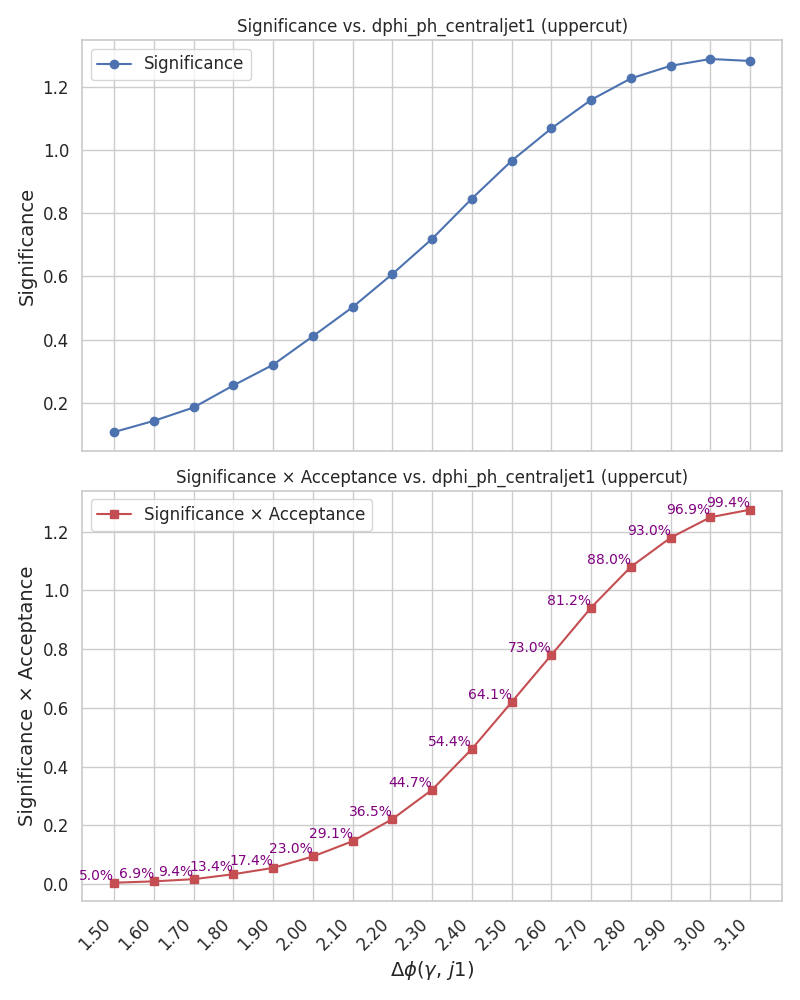 Significance vs. dphi_ph_centraljet1 (uppercut)
Significance
1.2
1.0
0.8
0.6
0.4
0.2
Significance
Significance × Acceptance vs. dphi_ph_centraljet1 (uppercut)
Significance × Acceptance
1.2
1.0
0.8
0.6
0.4
0.2
0.0
Significance × Acceptance
5.0% 6.9% 9.4% 13.4% 17.4% 23.0% 29.1% 36.5% 44.7% 54.4% 64.1% 73.0% 81.2% 88.0% 93.0% 96.9% 99.4%
1.50 1.60 1.70 1.80 1.90 2.00 2.10 2.20 2.30 2.40 2.50 2.60 2.70 2.80 2.90 3.00 3.10
Δϕ(γ, j1)